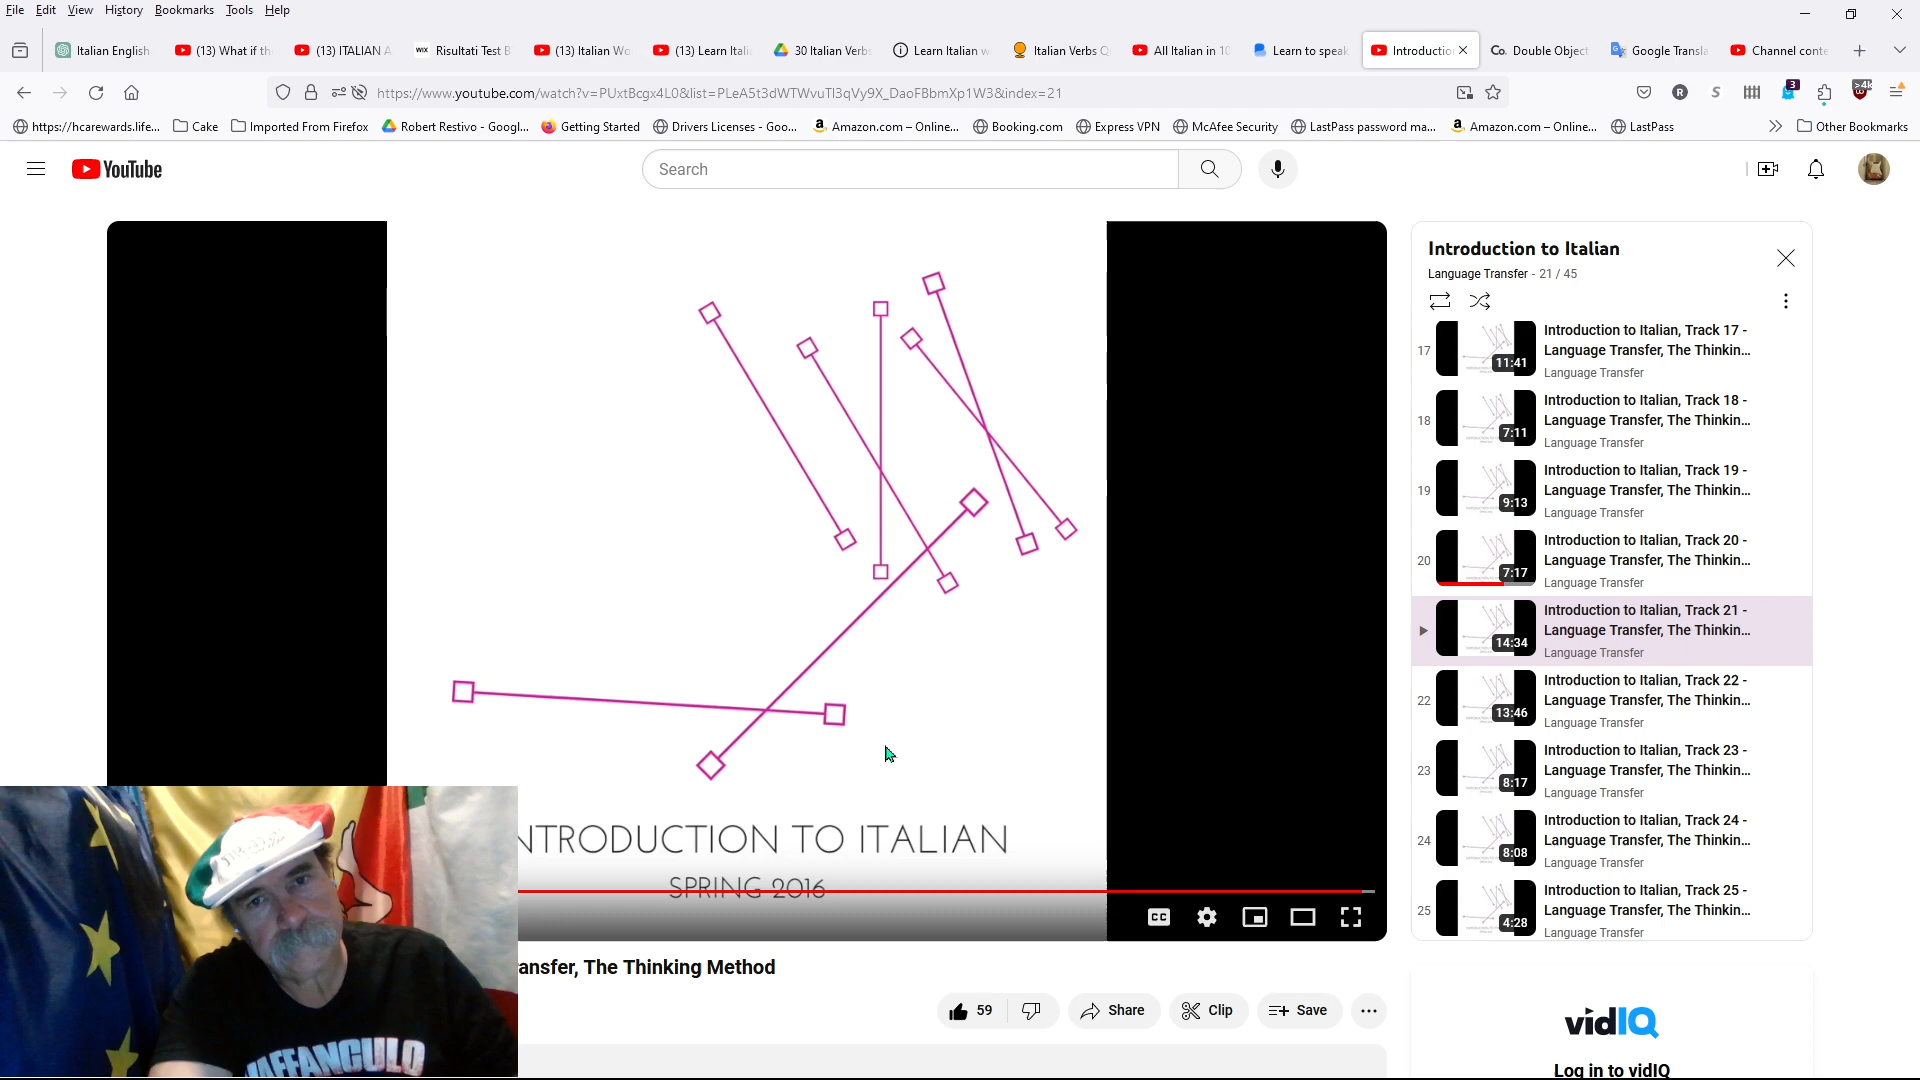 File Edit View History Bookmarks Tools Help
Italian English
(13) What if th
(13) ITALIAN A
WiX Risultati Test B
(13) Italian Wo
(13) Learn Itali
30 Italian Verbs
Learn Italian w
Italian Verbs Q
All Italian in 10
Learn to speak
Introductio
Co. Double Object
Google Transla
Channel conte
https://www.youtube.com/watch?v=PUxtBcgx4L0&list=PLeA5t3dWTWvuTl3qVy9X_DaoFBbmXp1W3&index=21
R
S
3
>4k
https://hcarewards.life...
Cake
Imported From Firefox
Robert Restivo - Googl...
Getting Started
Drivers Licenses - Goo...
Amazon.com – Online...
Booking.com
Express VPN
McAfee Security
LastPass password ma...
Amazon.com – Online...
LastPass
Other Bookmarks
YouTube
Search
Introduction to Italian
Language Transfer - 21 / 45
17
11:41
Introduction to Italian, Track 17 -
Language Transfer, The Thinkin...
Language Transfer
18
7:11
Introduction to Italian, Track 18 -
Language Transfer, The Thinkin...
Language Transfer
19
9:13
Introduction to Italian, Track 19 -
Language Transfer, The Thinkin...
Language Transfer
20
7:17
Introduction to Italian, Track 20 -
Language Transfer, The Thinkin...
Language Transfer
14:34
Introduction to Italian, Track 21 -
Language Transfer, The Thinkin...
Language Transfer
22
13:46
Introduction to Italian, Track 22 -
Language Transfer, The Thinkin...
Language Transfer
23
8:17
Introduction to Italian, Track 23 -
Language Transfer, The Thinkin...
Language Transfer
24
8:08
Introduction to Italian, Track 24 -
Language Transfer, The Thinkin...
Language Transfer
25
4:28
Introduction to Italian, Track 25 -
Language Transfer, The Thinkin...
Language Transfer
NTRODUCTION TO ITALIAN
SPRING 2016
CC
AFFANCULO
ansfer, The Thinking Method
59
Share
Clip
Save
vidIQ
Log in to vidIQ